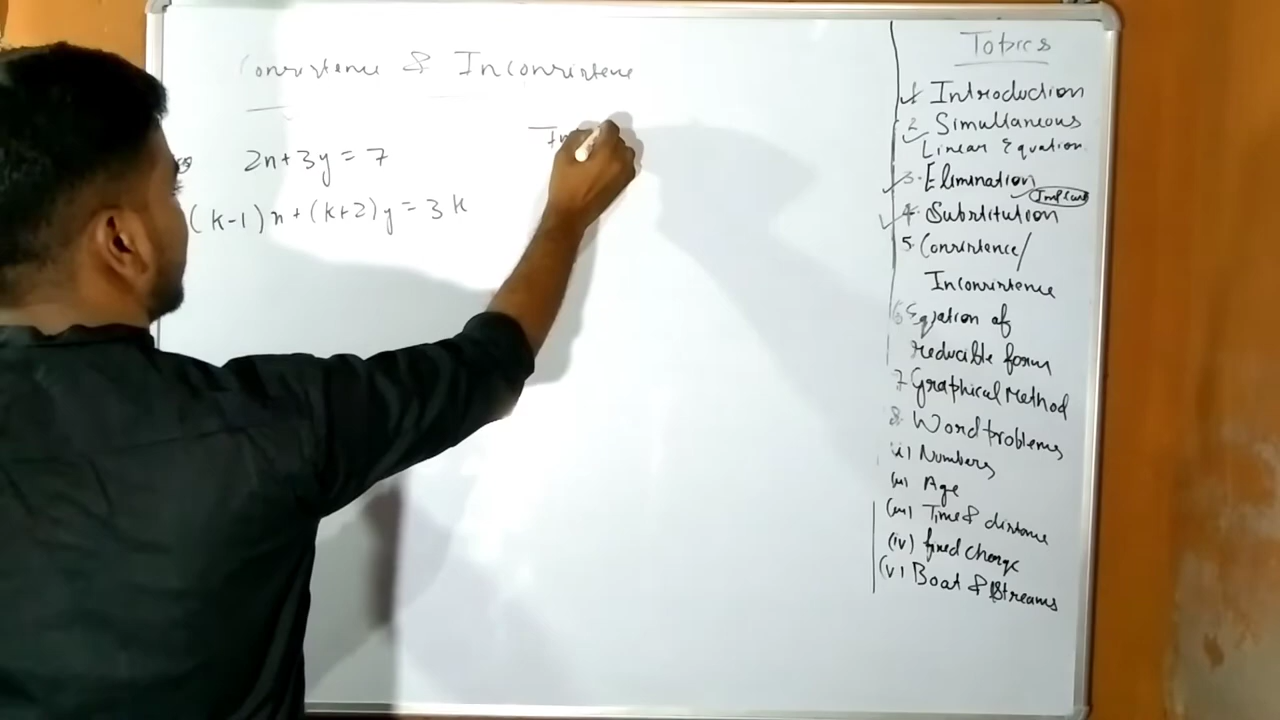 Consistence & Inconsistence
2x+3y=7
(k-1)x+(k+2)y=3k
Topics
1 Introduction
2 Simultaneous
Linear Equation
3. Elimination
4. Substitution
5. Consistence/
Inconsistence
6 Eqation of
reducible form
7 Graphical Method
8. Word problems
(i) Numbers
(ii) Age
(iii) Time & distance
(iv) fixed charge
(v) Boat & Streams